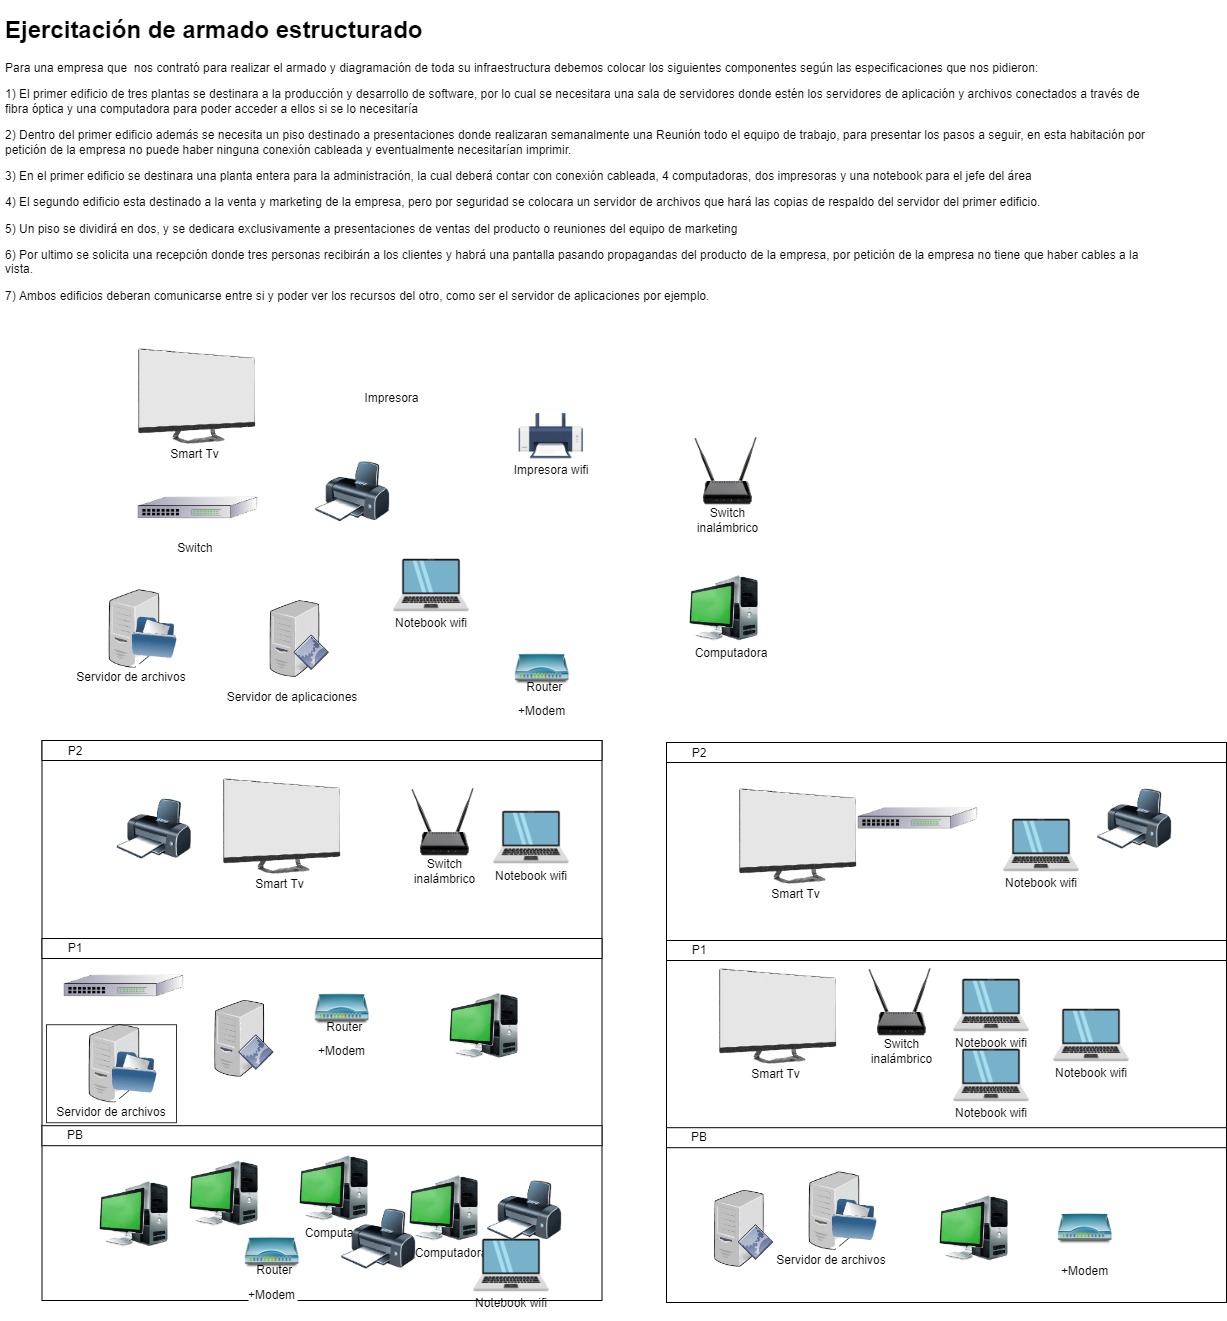 Ejercitación de armado estructurado
Para una empresa que  nos contrató para realizar el armado y diagramación de toda su infraestructura debemos colocar los siguientes componentes según las especificaciones que nos pidieron:
1) El primer edificio de tres plantas se destinara a la producción y desarrollo de software, por lo cual se necesitara una sala de servidores donde estén los servidores de aplicación y archivos conectados a través de
fibra óptica y una computadora para poder acceder a ellos si se lo necesitaría
2) Dentro del primer edificio además se necesita un piso destinado a presentaciones donde realizaran semanalmente una Reunión todo el equipo de trabajo, para presentar los pasos a seguir, en esta habitación por
petición de la empresa no puede haber ninguna conexión cableada y eventualmente necesitarían imprimir.
3) En el primer edificio se destinara una planta entera para la administración, la cual deberá contar con conexión cableada, 4 computadoras, dos impresoras y una notebook para el jefe del área
4) El segundo edificio esta destinado a la venta y marketing de la empresa, pero por seguridad se colocara un servidor de archivos que hará las copias de respaldo del servidor del primer edificio.
5) Un piso se dividirá en dos, y se dedicara exclusivamente a presentaciones de ventas del producto o reuniones del equipo de marketing
6) Por ultimo se solicita una recepción donde tres personas recibirán a los clientes y habrá una pantalla pasando propagandas del producto de la empresa, por petición de la empresa no tiene que haber cables a la
vista.
7) Ambos edificios deberan comunicarse entre si y poder ver los recursos del otro, como ser el servidor de aplicaciones por ejemplo.
Impresora
Smart Tv
Impresora wifi
Switch
inalámbrico
Switch
Notebook wifi
Computadora
Servidor de archivos
Servidor de aplicaciones
Router
+Modem
P2
Smart Tv
Switch
inalámbrico
Notebook wifi
P1
Router
+Modem
Servidor de archivos
PB
Computa
Computadora
Router
+Modem
Notebook wifi
P2
Smart Tv
Notebook wifi
P1
Smart Tv
Switch
inalámbrico
Notebook wifi
Notebook wifi
Notebook wifi
PB
Servidor de archivos
+Modem